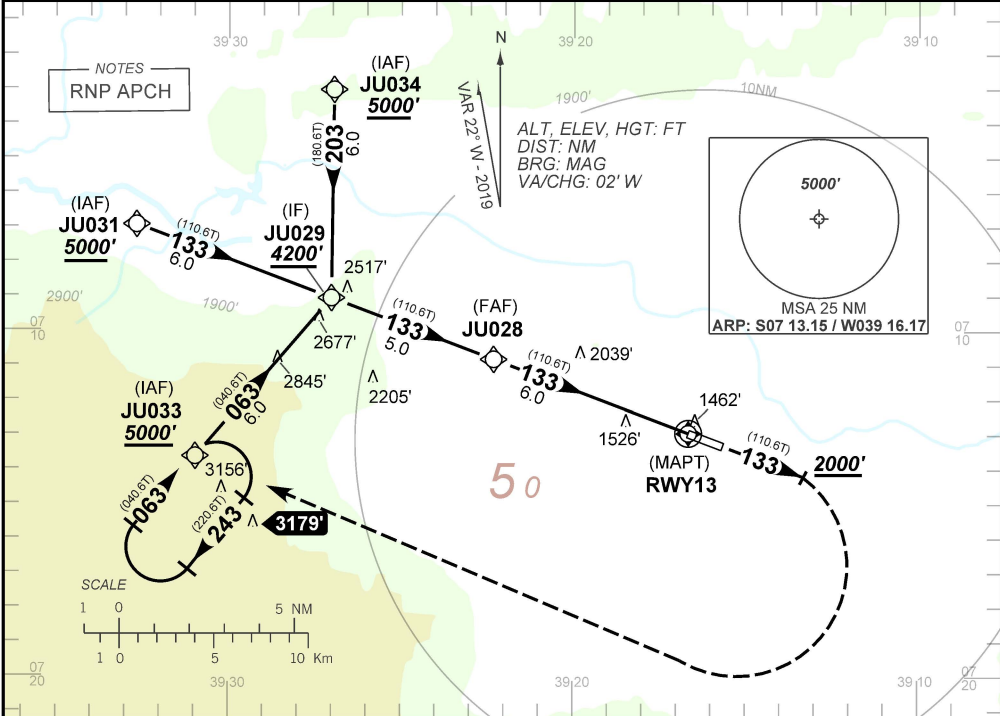 39 30
39 20
39 10
NOTES
RNP APCH
(IAF)
JU034
5000'
(180.6T)
203
6.0
N
VAR 22° W - 2019
1900'
10NM
ALT, ELEV, HGT: FT
DIST: NM
BRG: MAG
VA/CHG: 02' W
5000'
MSA 25 NM
ARP: S07 13.15 / W039 16.17
(IAF)
JU031
5000'
(110.6T)
133
6.0
(IF)
JU029
4200'
2517'
2900'
1900'
07
10
07
10
2677'
(110.6T)
133
5.0
(FAF)
JU028
(110.6T)
133
6.0
2039'
2845'
2205'
(IAF)
JU033
5000'
(040.6T)
063
6.0
1462'
1526'
(MAPT)
RWY13
(110.6T)
133
2000'
3156'
50
(040.6T)
063
(220.6T)
243
3179'
SCALE
1 0 5 NM
1 0 5 10 Km
07
20
07
20
39 30
39 20
39 10